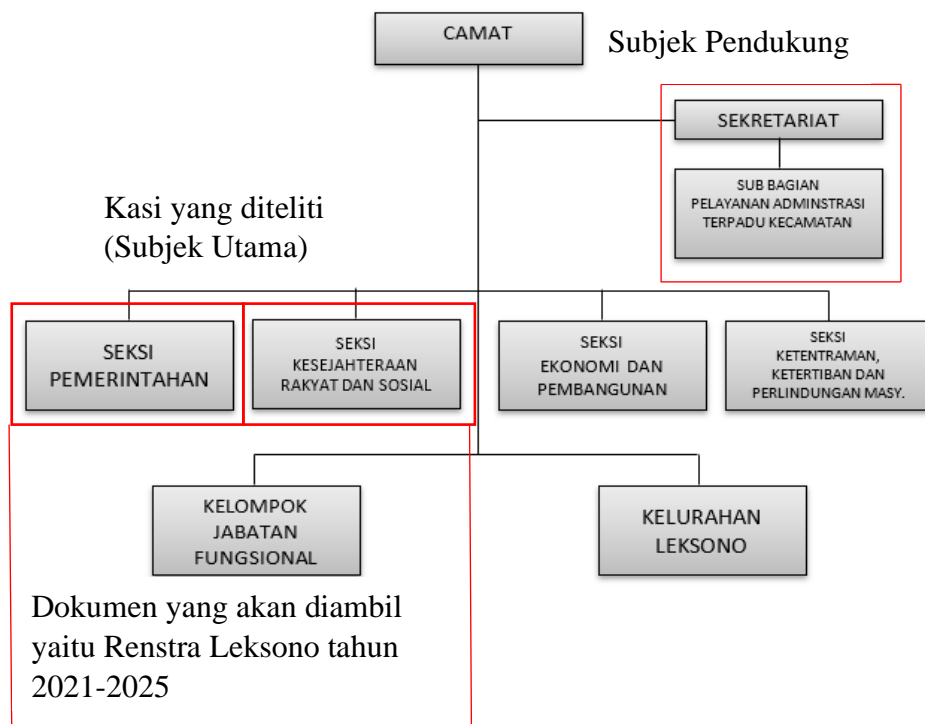 CAMAT
Subjek Pendukung
SEKRETARIAT
SUB BAGIAN
PELAYANAN ADMINSTRASI
TERPADU KECAMATAN
Kasi yang diteliti
(Subjek Utama)
SEKSI
PEMERINTAHAN
SEKSI
KESEJAHTERAAN
RAKYAT DAN SOSIAL
SEKSI
EKONOMI DAN
PEMBANGUNAN
SEKSI
KETENTRAMAN,
KETERTIBAN DAN
PERLINDUNGAN MASY.
KELOMPOK
JABATAN
FUNGSIONAL
KELURAHAN
LEKSONO
Dokumen yang akan diambil
yaitu Renstra Leksono tahun
2021-2025